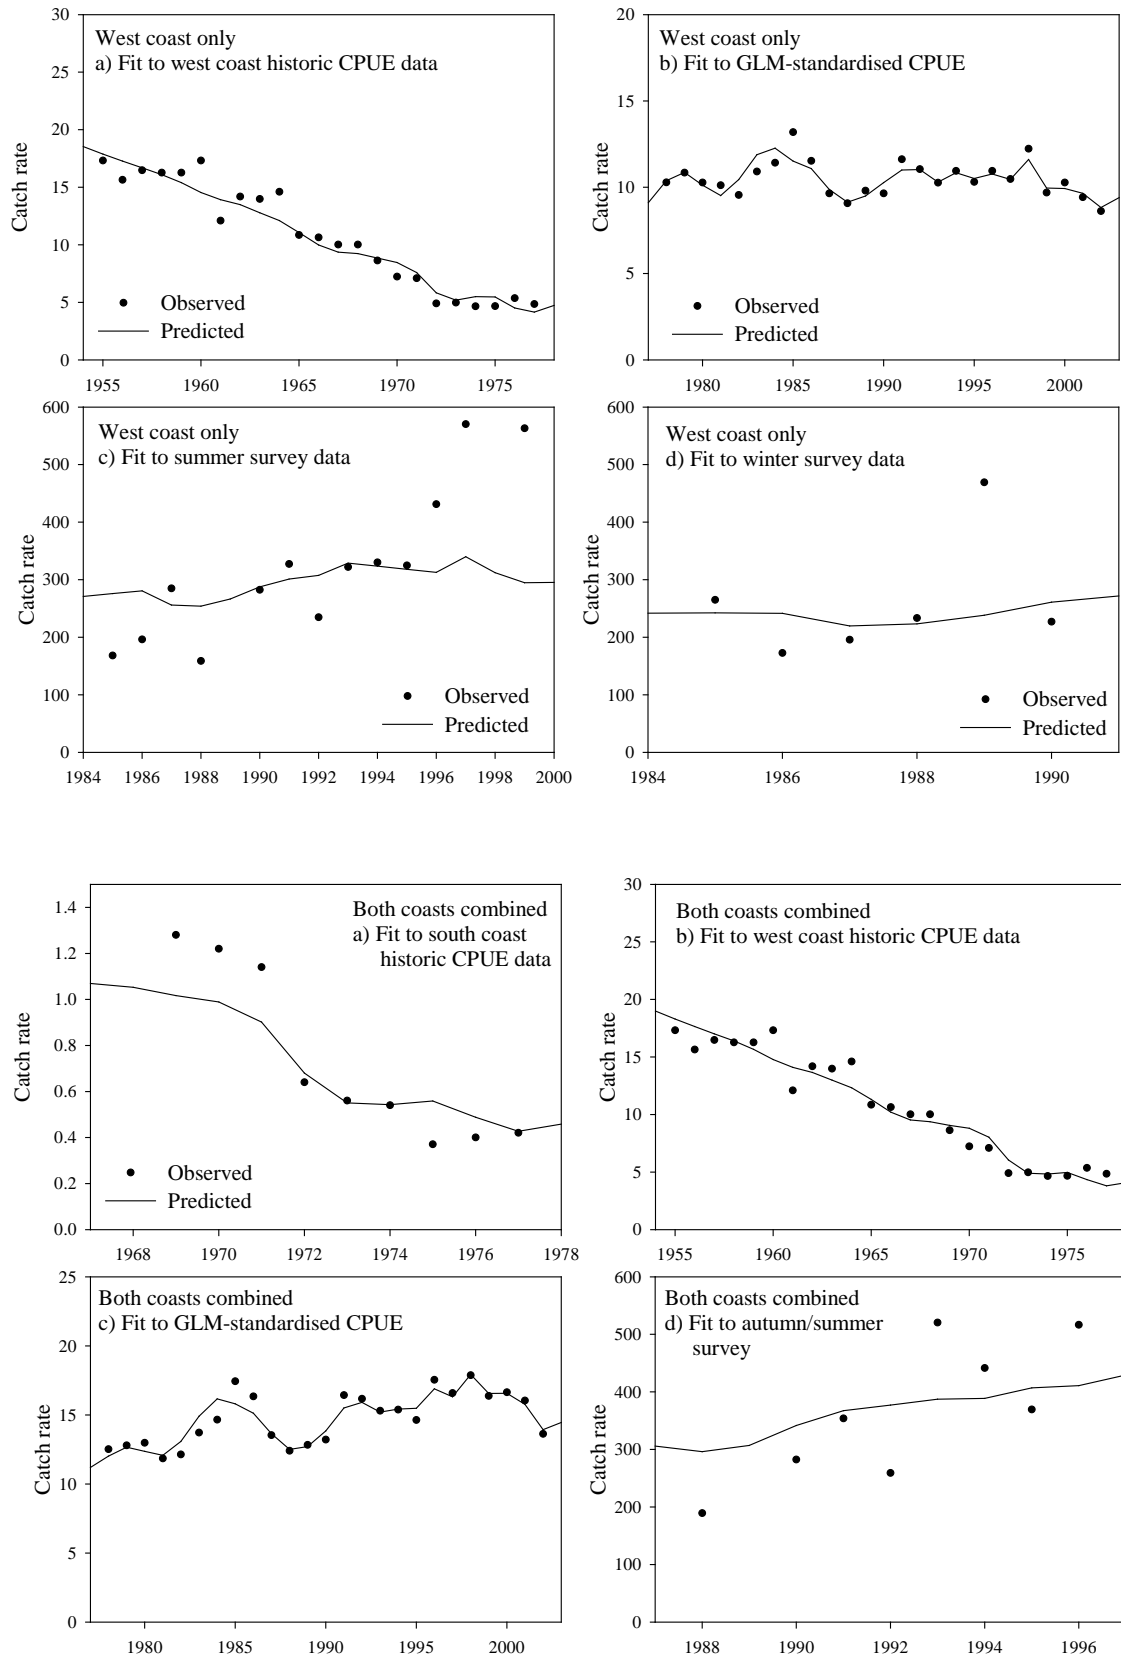 West coast only
a) Fit to west coast historic CPUE data
Catch rate
30
25
20
15
10
5
0
Observed
Predicted
1955 1960 1965 1970 1975
West coast only
b) Fit to GLM-standardised CPUE
Catch rate
20
15
10
5
0
Observed
Predicted
1980 1985 1990 1995 2000
West coast only
c) Fit to summer survey data
Catch rate
600
500
400
300
200
100
0
Observed
Predicted
1984 1986 1988 1990 1992 1994 1996 1998 2000
West coast only
d) Fit to winter survey data
Catch rate
600
500
400
300
200
100
0
Observed
Predicted
1984 1986 1988 1990
Both coasts combined
a) Fit to south coast
historic CPUE data
Catch rate
1.4
1.2
1.0
0.8
0.6
0.4
0.2
0.0
Observed
Predicted
1968 1970 1972 1974 1976 1978
Both coasts combined
b) Fit to west coast historic CPUE data
Catch rate
30
25
20
15
10
5
0
1955 1960 1965 1970 1975
Both coasts combined
c) Fit to GLM-standardised CPUE
Catch rate
25
20
15
10
5
0
1980 1985 1990 1995 2000
Both coasts combined
d) Fit to autumn/summer
survey
Catch rate
600
500
400
300
200
100
0
1988 1990 1992 1994 1996